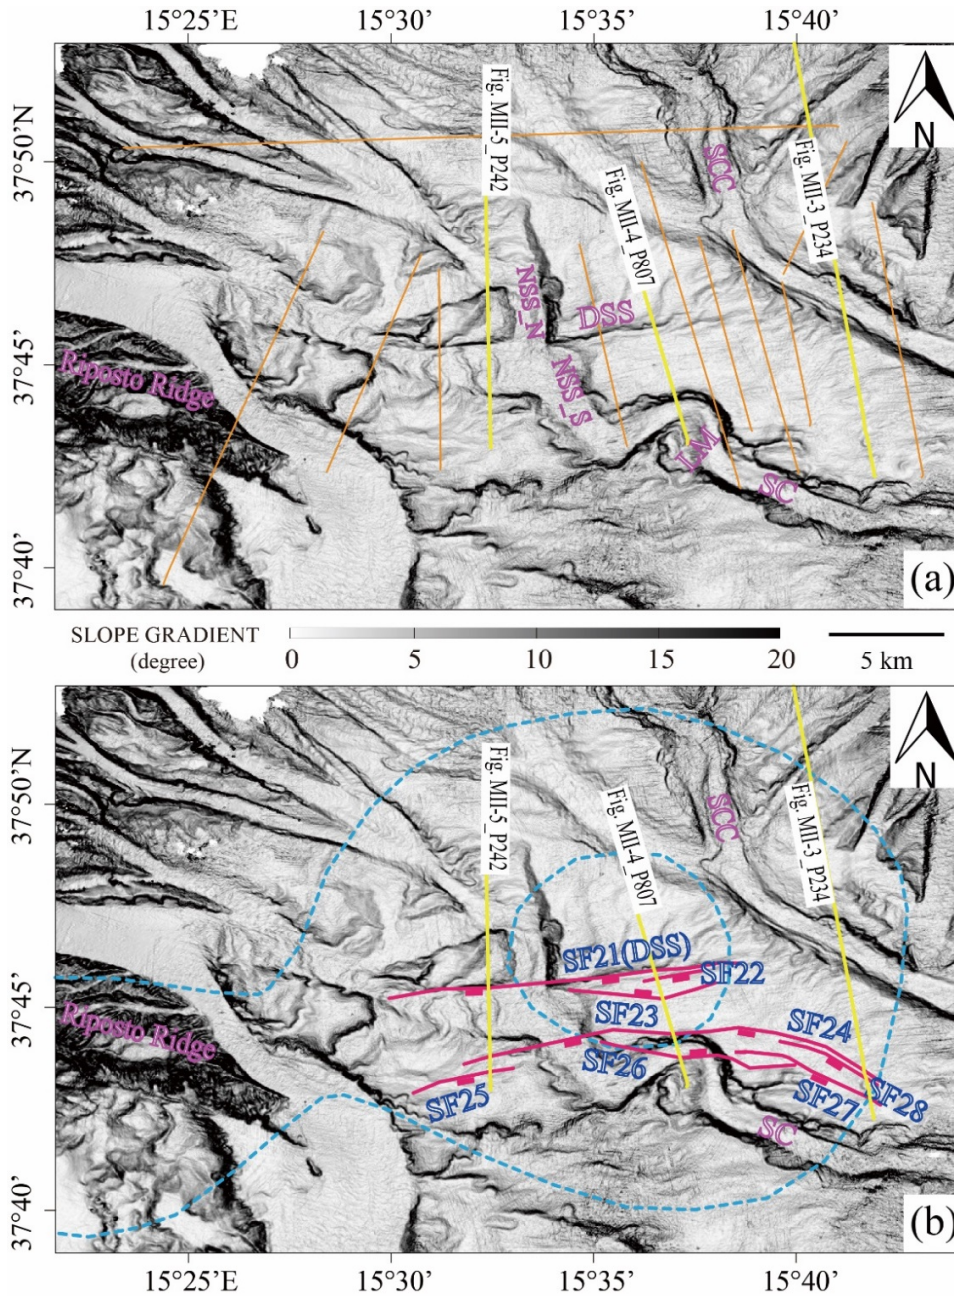 15°25’E 15°30’ 15°35’ 15°40’
37°50’N
37°45’
37°40’
Fig. MII-5_P242
Fig. MII-4_P807
Fig. MII-3_P234
SCC
NSS_N
DSS
NSS_S
Riposto Ridge
LM
SC
N
(a)
SLOPE GRADIENT
(degree)
0 5 10 15 20
5 km
37°50’N
37°45’
37°40’
Fig. MII-5_P242
Fig. MII-4_P807
Fig. MII-3_P234
SCC
SF21(DSS)
SF22
SF23
SF24
SF26
SF25
SF27
SF28
Riposto Ridge
SC
N
(b)
15°25’ 15°30’ 15°35’ 15°40’